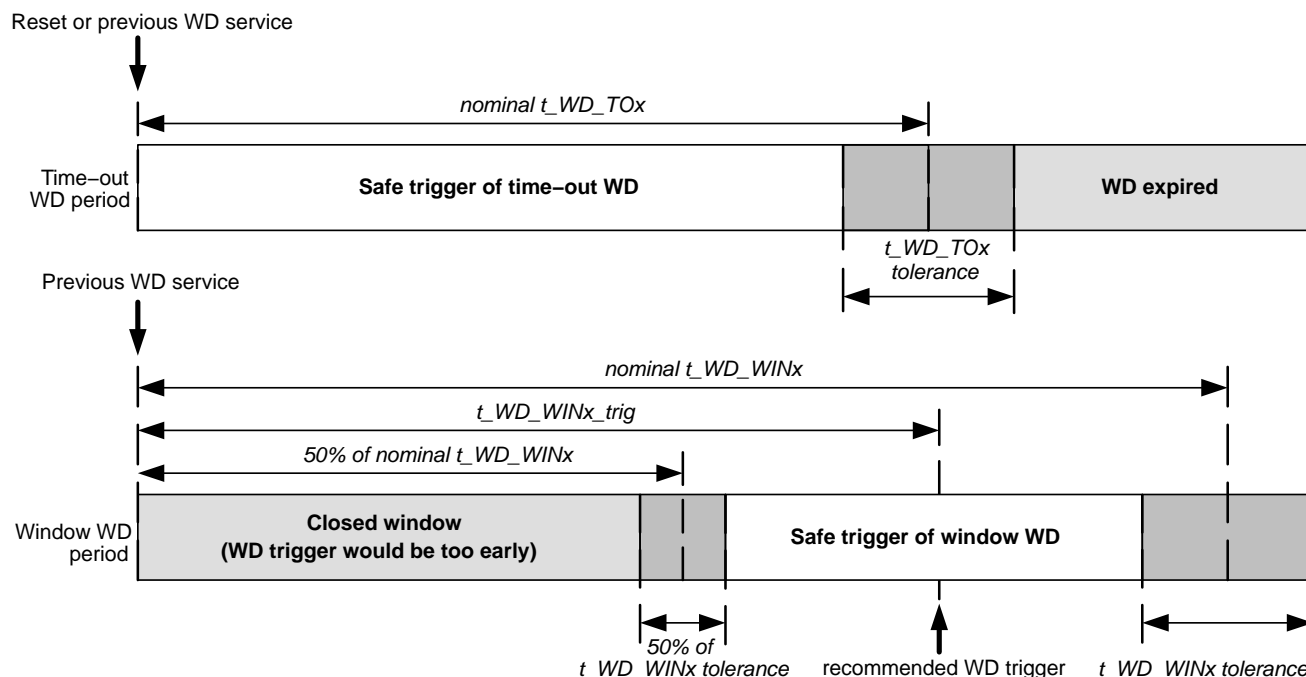 Reset or previous WD service
nominal t_WD_TOx
Time−out
WD period
Safe trigger of time−out WD
WD expired
t_WD_TOx
tolerance
Previous WD service
nominal t_WD_WINx
t_WD_WINx_trig
50% of nominal t_WD_WINx
Window WD
period
Closed window
(WD trigger would be too early)
Safe trigger of window WD
50% of
t_WD_WINx tolerance
recommended WD trigger
t_WD_WINx tolerance